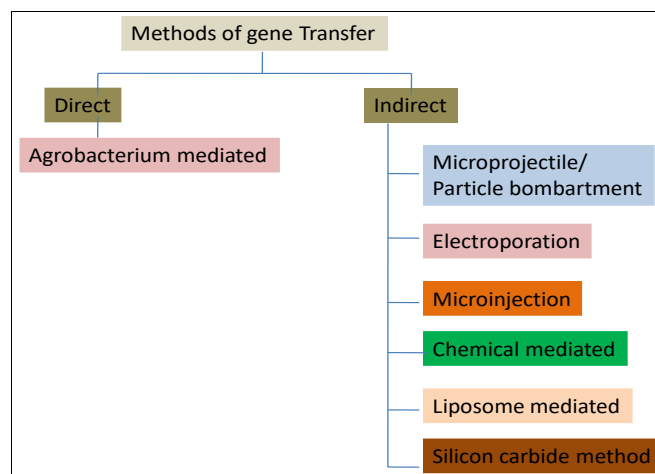 Methods of gene Transfer
Direct
Indirect
Agrobacterium mediated
Microprojectile/
Particle bombartment
Electroporation
Microinjection
Chemical mediated
Liposome mediated
Silicon carbide method